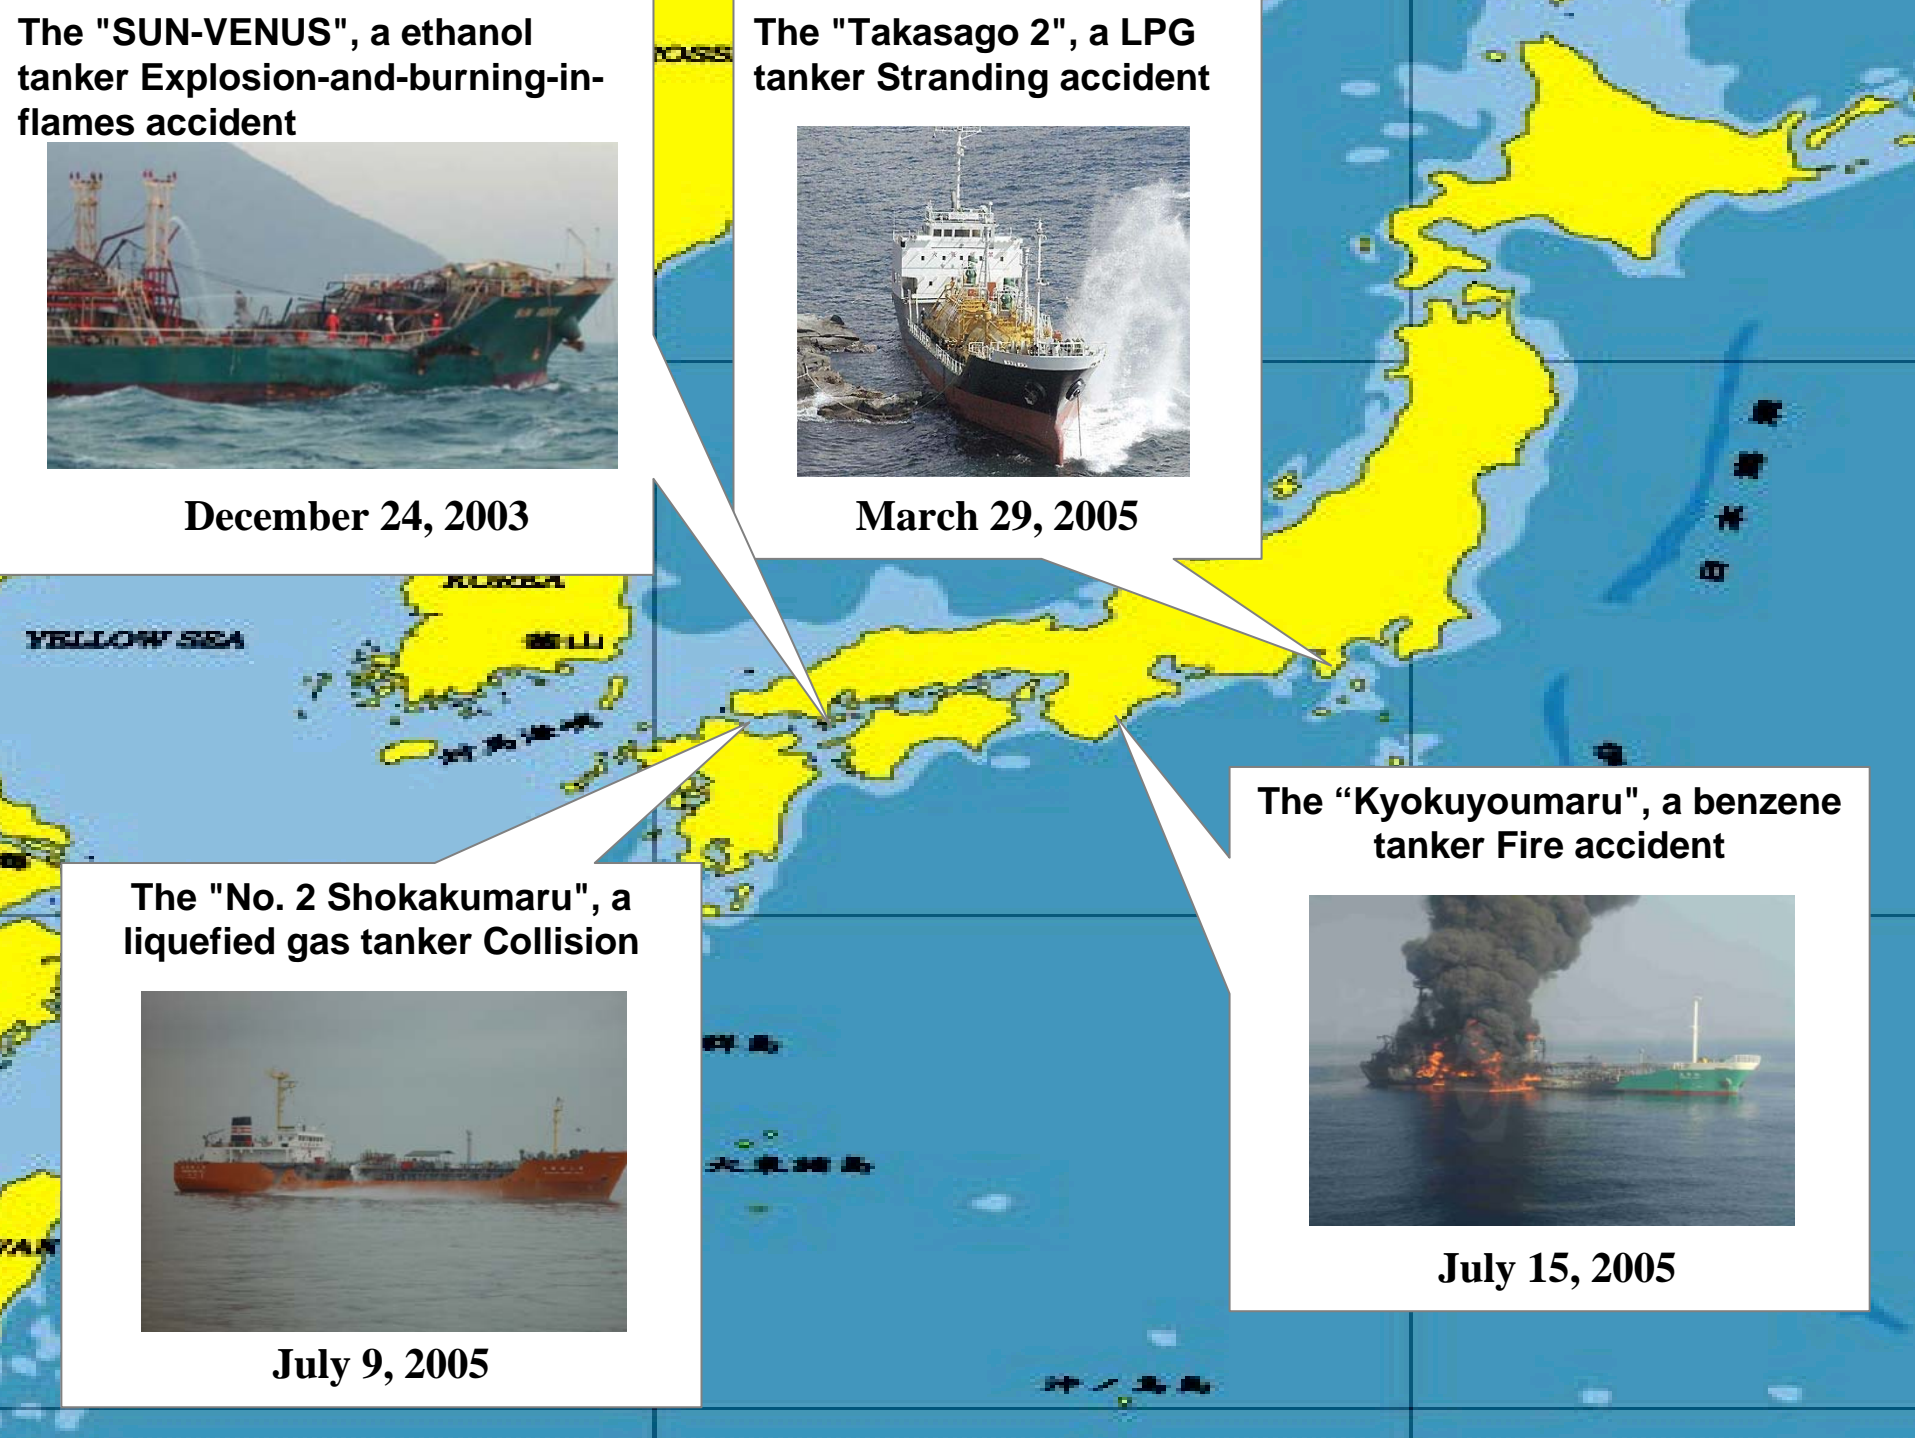 The "SUN-VENUS", a ethanol
tanker Explosion-and-burning-in-
flames accident
December 24, 2003
The "Takasago 2", a LPG
tanker Stranding accident
March 29, 2005
KOREA
YELLOW SEA
The "No. 2 Shokakumaru", a
liquefied gas tanker Collision
July 9, 2005
The “Kyokuyoumaru", a benzene
tanker Fire accident
July 15, 2005